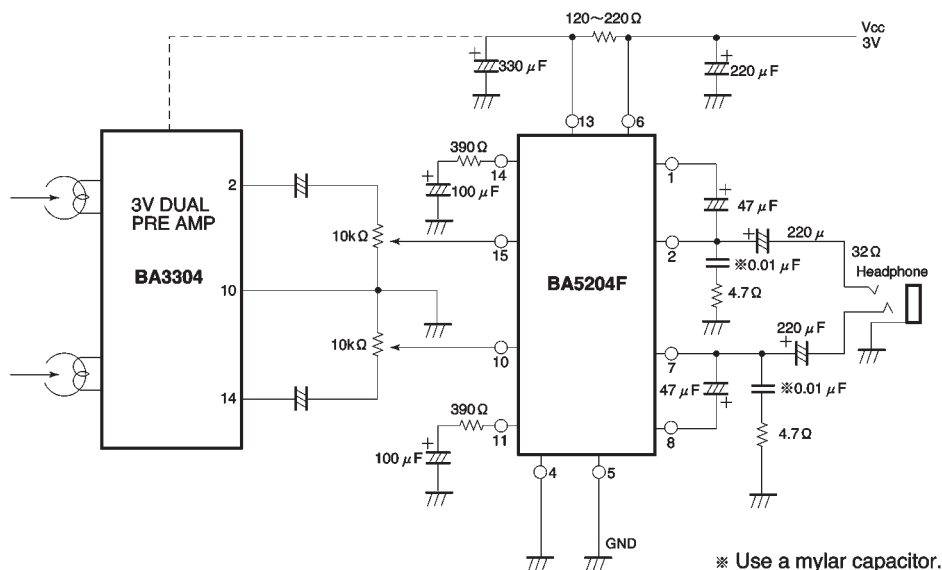 120～220Ω
Vcc
3V
+
330 μF
+
220 μF
13
6
390Ω
14
+
100 μF
1
+
47 μF
2
3V DUAL
PRE AMP
BA3304
10kΩ
15
BA5204F
2
+
220 μ
32Ω
Headphone
※0.01 μF
4.7Ω
10
10kΩ
10
7
220 μF
+
47 μF
+
※0.01 μF
4.7Ω
14
390Ω
11
+
100 μF
8
4
5
GND
※ Use a mylar capacitor.